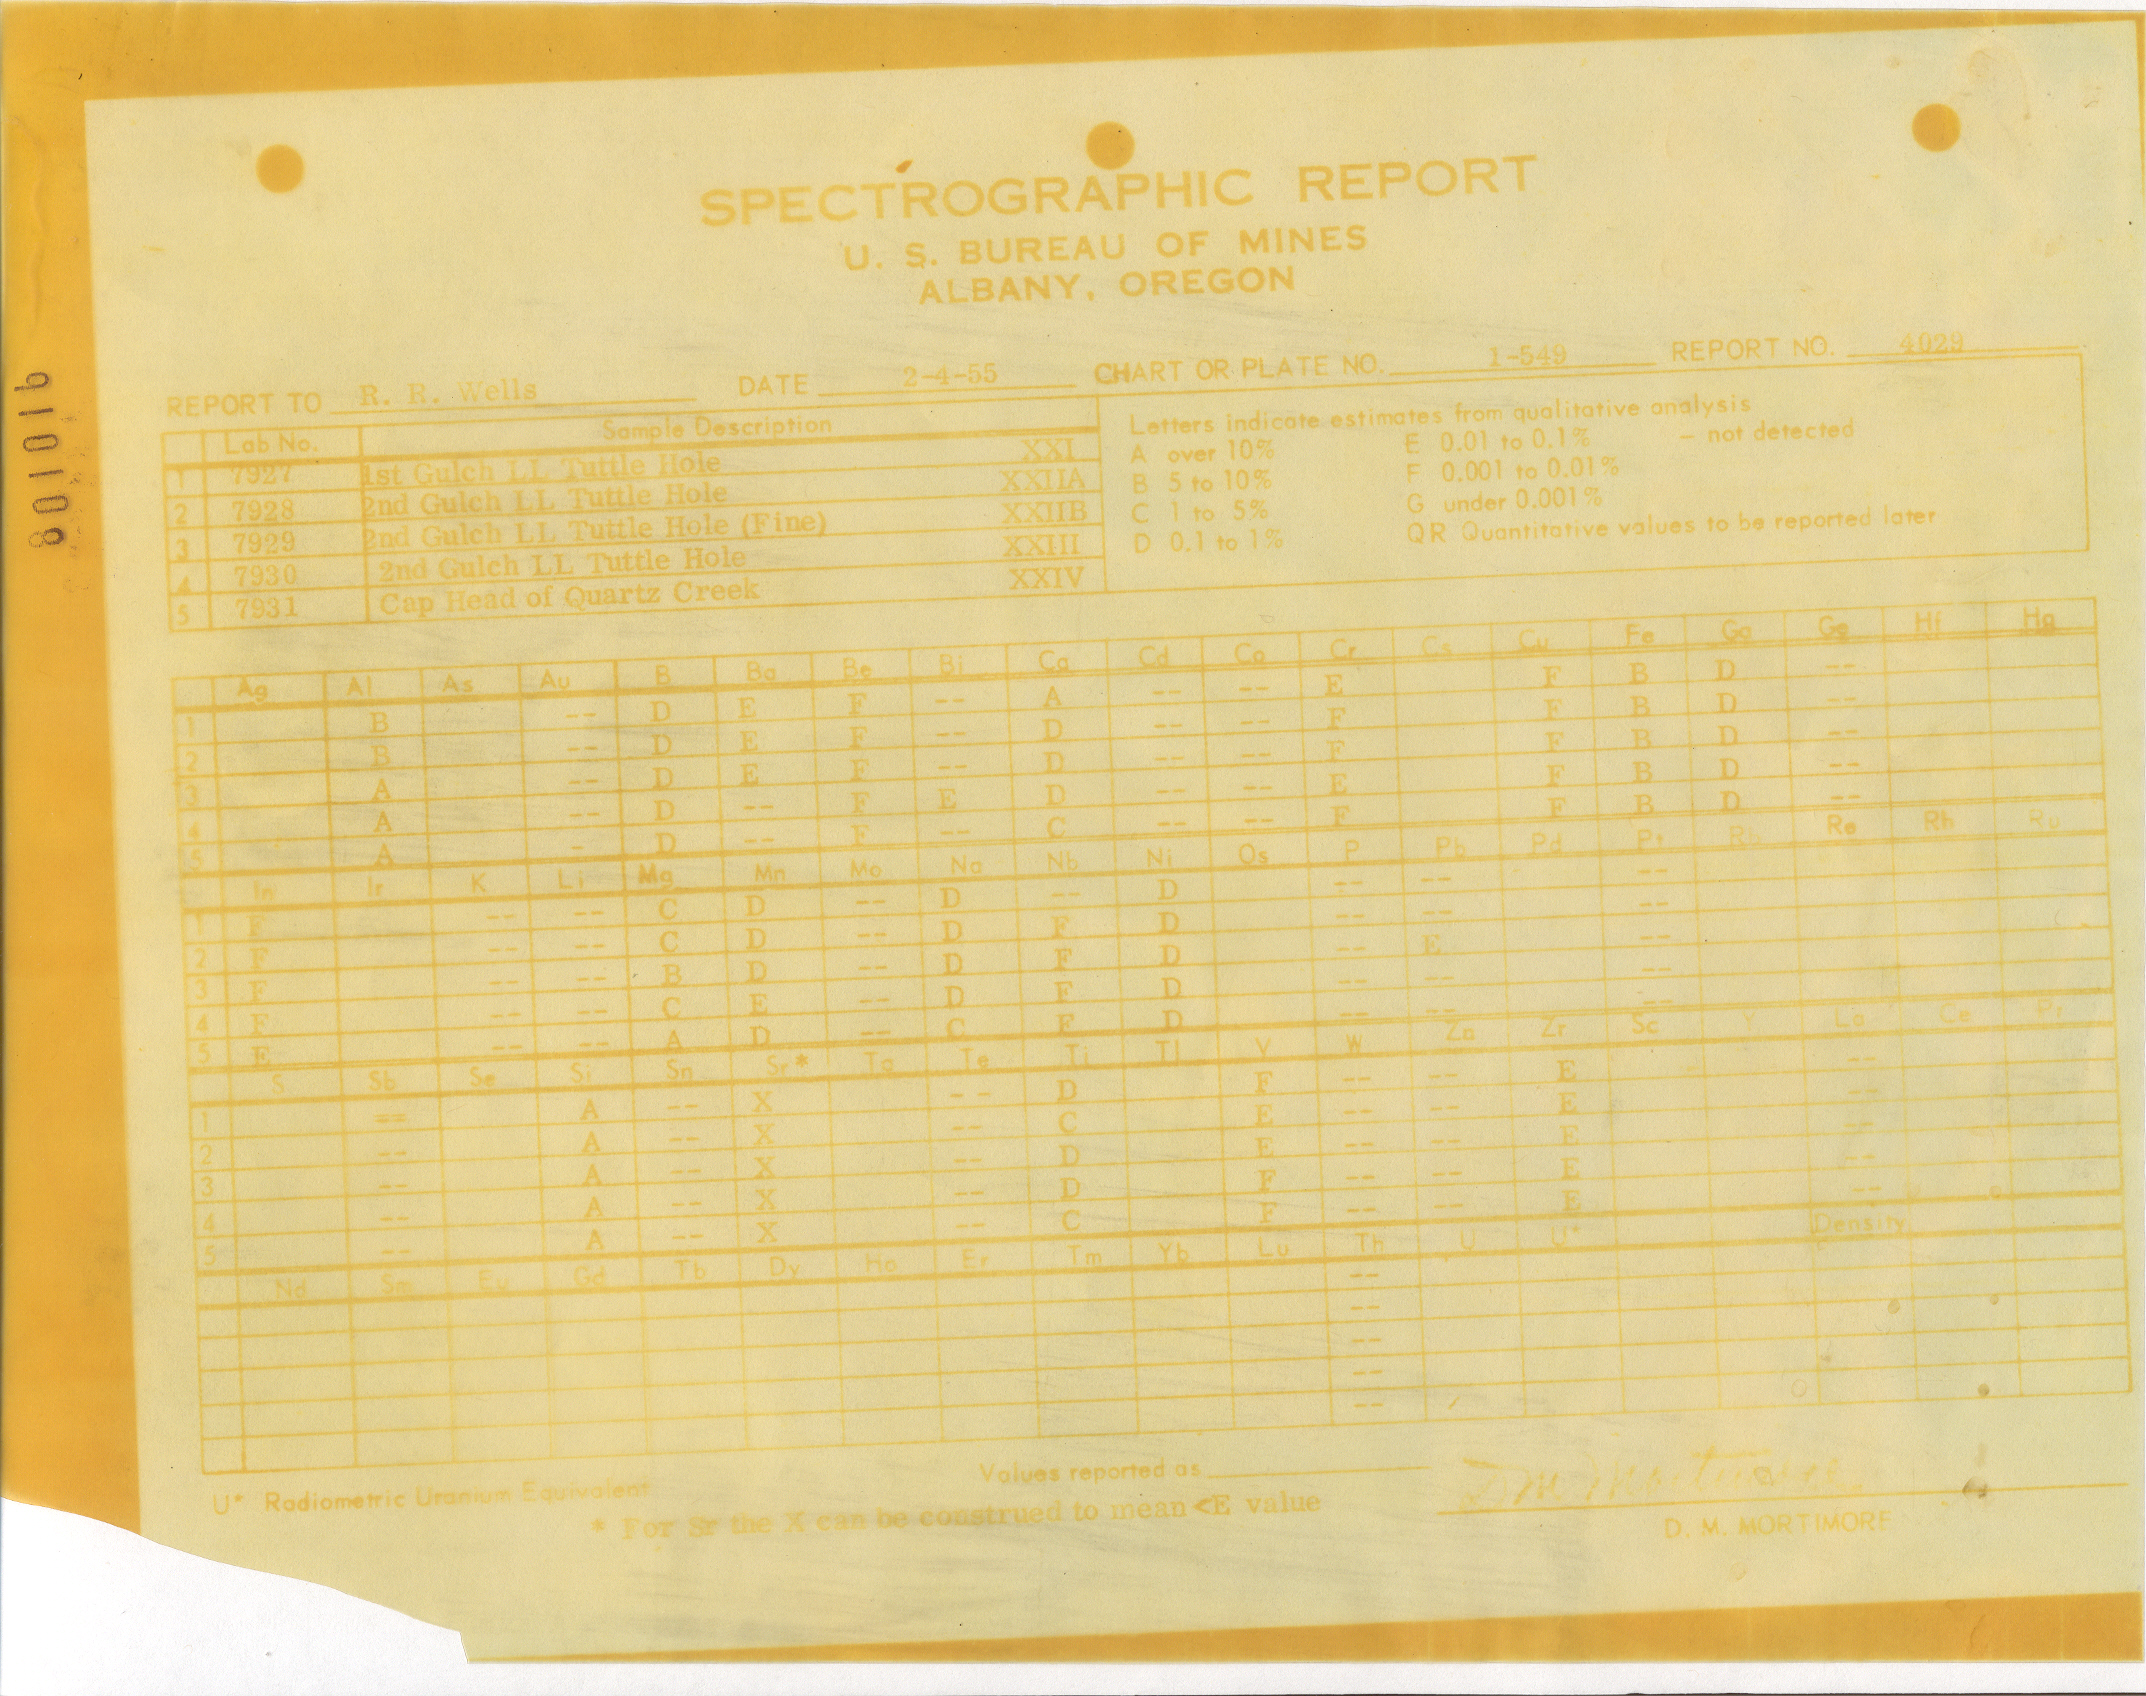 SPECTROGRAPHIC REPORT
U. S. BUREAU OF MINES
ALBANY, OREGON
REPORT TO R. R. Wells DATE 2-4-55 CHART OR PLATE NO. 1-549 REPORT NO. 4029
Lab No. Sample Description
1 7927 1st Gulch LL Tuttle Hole XXI
2 7928 2nd Gulch LL Tuttle Hole XXIIA
3 7929 2nd Gulch LL Tuttle Hole (Fine) XXIIB
4 7930 2nd Gulch LL Tuttle Hole XXIII
5 7931 Cap Head of Quartz Creek XXIV
Letters indicate estimates from qualitative analysis
A over 10% E 0.01 to 0.1% - not detected
B 5 to 10% F 0.001 to 0.01%
C 1 to 5% G under 0.001%
D 0.1 to 1% QR Quantitative values to be reported later
Ag Al As Au B Ba Be Bi Ca Cd Co Cr Cs Cu Fe Ga Ge Hf Hg
1 B -- D E F -- A -- -- E F B D --
2 B -- D E F -- D -- -- F F B D --
3 A -- D E F -- D -- -- F F B D --
4 A -- D -- F E D -- -- E F B D --
5 A - D -- F -- C -- -- F F B D --
In Ir K Li Mg Mn Mo Na Nb Ni Os P Pb Pd Pt Re Rh Ru
1 F -- -- C D -- D -- D -- -- --
2 F -- -- C D -- D F D -- -- --
3 F -- -- B D -- D F D -- E --
4 F -- -- C E -- D F D -- --
5 E -- -- A D -- C F D -- -- --
S Sb Se Si Sn Sr* Ta Te Ti Tl V W Zn Zr Sc Y La Ce Pr
1 -- A -- X -- D F -- -- E --
2 -- A -- X -- C E -- -- E --
3 -- A -- X -- D E -- -- E --
4 -- A -- X -- D F -- -- E --
5 -- A -- X -- C F -- -- E --
Nd Sm Eu Gd Tb Dy Ho Er Tm Yb Lu Th U U* Density
--
--
--
--
--
U* Radiometric Uranium Equivalent
Values reported as
* For Sr the X can be construed to mean <E value
D M Mortimore
D. M. MORTIMORE
80101b